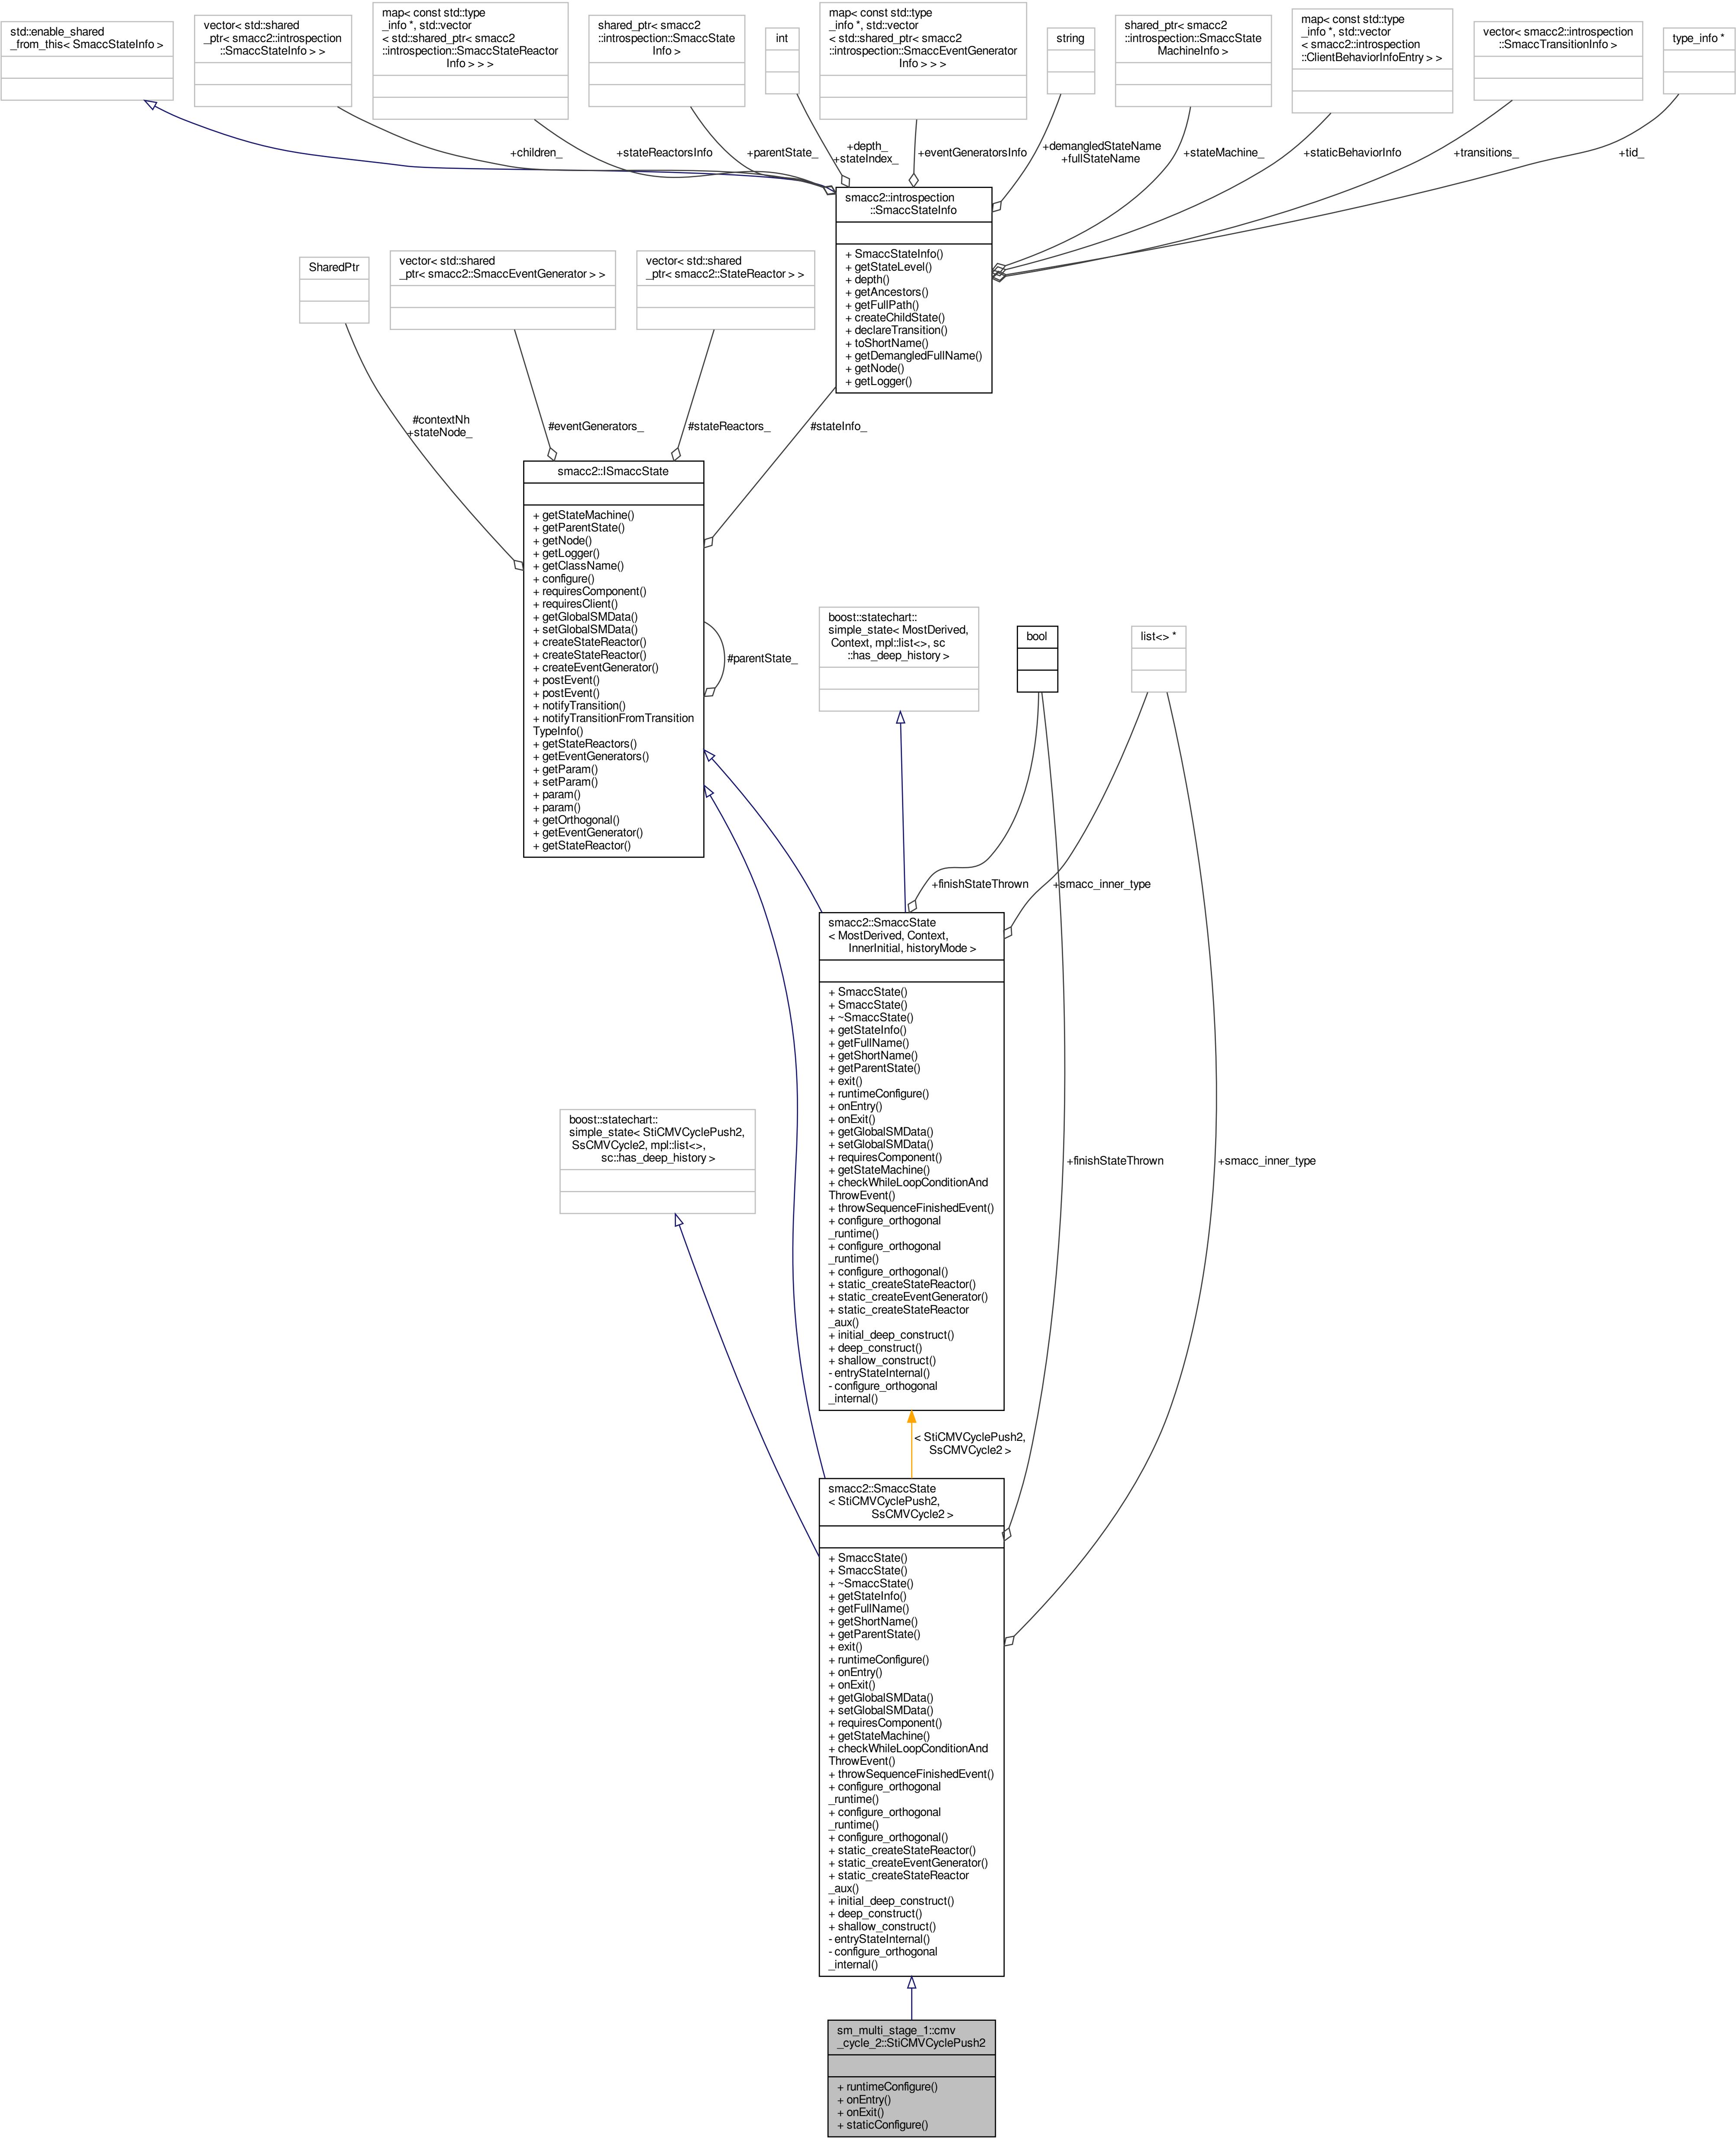 std::enable_shared
_from_this< SmaccStateInfo >
vector< std::shared
_ptr< smacc2::introspection
::SmaccStateInfo > >
map< const std::type
_info *, std::vector
< std::shared_ptr< smacc2
::introspection::SmaccStateReactor
Info > > >
shared_ptr< smacc2
::introspection::SmaccState
Info >
int
map< const std::type
_info *, std::vector
< std::shared_ptr< smacc2
::introspection::SmaccEventGenerator
Info > > >
string
shared_ptr< smacc2
::introspection::SmaccState
MachineInfo >
map< const std::type
_info *, std::vector
< smacc2::introspection
::ClientBehaviorInfoEntry > >
vector< smacc2::introspection
::SmaccTransitionInfo >
type_info *
+children_
+stateReactorsInfo
+parentState_
+depth_
+stateIndex_
+eventGeneratorsInfo
+demangledStateName
+fullStateName
+stateMachine_
+staticBehaviorInfo
+transitions_
+tid_
smacc2::introspection
::SmaccStateInfo
+ SmaccStateInfo()
+ getStateLevel()
+ depth()
+ getAncestors()
+ getFullPath()
+ createChildState()
+ declareTransition()
+ toShortName()
+ getDemangledFullName()
+ getNode()
+ getLogger()
SharedPtr
vector< std::shared
_ptr< smacc2::SmaccEventGenerator > >
vector< std::shared
_ptr< smacc2::StateReactor > >
#contextNh
+stateNode_
#eventGenerators_
#stateReactors_
#stateInfo_
smacc2::ISmaccState
+ getStateMachine()
+ getParentState()
+ getNode()
+ getLogger()
+ getClassName()
+ configure()
+ requiresComponent()
+ requiresClient()
+ getGlobalSMData()
+ setGlobalSMData()
+ createStateReactor()
+ createStateReactor()
+ createEventGenerator()
+ postEvent()
+ postEvent()
+ notifyTransition()
+ notifyTransitionFromTransition
TypeInfo()
+ getStateReactors()
+ getEventGenerators()
+ getParam()
+ setParam()
+ param()
+ param()
+ getOrthogonal()
+ getEventGenerator()
+ getStateReactor()
#parentState_
boost::statechart::
simple_state< MostDerived,
Context, mpl::list<>, sc
::has_deep_history >
bool
list<> *
+finishStateThrown
+smacc_inner_type
smacc2::SmaccState
< MostDerived, Context,
InnerInitial, historyMode >
+ SmaccState()
+ SmaccState()
+ ~SmaccState()
+ getStateInfo()
+ getFullName()
+ getShortName()
+ getParentState()
+ exit()
+ runtimeConfigure()
+ onEntry()
+ onExit()
+ getGlobalSMData()
+ setGlobalSMData()
+ requiresComponent()
+ getStateMachine()
+ checkWhileLoopConditionAnd
ThrowEvent()
+ throwSequenceFinishedEvent()
+ configure_orthogonal
_runtime()
+ configure_orthogonal
_runtime()
+ configure_orthogonal()
+ static_createStateReactor()
+ static_createEventGenerator()
+ static_createStateReactor
_aux()
+ initial_deep_construct()
+ deep_construct()
+ shallow_construct()
- entryStateInternal()
- configure_orthogonal
_internal()
boost::statechart::
simple_state< StiCMVCyclePush2,
SsCMVCycle2, mpl::list<>,
sc::has_deep_history >
+finishStateThrown
+smacc_inner_type
< StiCMVCyclePush2,
SsCMVCycle2 >
smacc2::SmaccState
< StiCMVCyclePush2,
SsCMVCycle2 >
+ SmaccState()
+ SmaccState()
+ ~SmaccState()
+ getStateInfo()
+ getFullName()
+ getShortName()
+ getParentState()
+ exit()
+ runtimeConfigure()
+ onEntry()
+ onExit()
+ getGlobalSMData()
+ setGlobalSMData()
+ requiresComponent()
+ getStateMachine()
+ checkWhileLoopConditionAnd
ThrowEvent()
+ throwSequenceFinishedEvent()
+ configure_orthogonal
_runtime()
+ configure_orthogonal
_runtime()
+ configure_orthogonal()
+ static_createStateReactor()
+ static_createEventGenerator()
+ static_createStateReactor
_aux()
+ initial_deep_construct()
+ deep_construct()
+ shallow_construct()
- entryStateInternal()
- configure_orthogonal
_internal()
sm_multi_stage_1::cmv
_cycle_2::StiCMVCyclePush2
+ runtimeConfigure()
+ onEntry()
+ onExit()
+ staticConfigure()